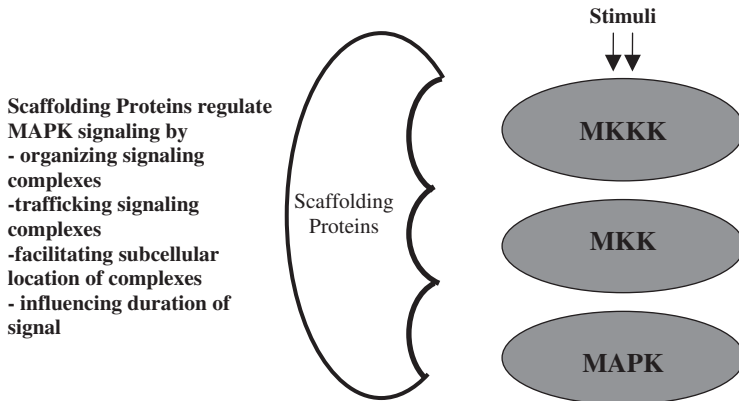 Scaffolding Proteins regulate
MAPK signaling by
- organizing signaling
complexes
-trafficking signaling
complexes
-facilitating subcellular
location of complexes
- influencing duration of
signal
Scaffolding
Proteins
Stimuli
MKKK
MKK
MAPK